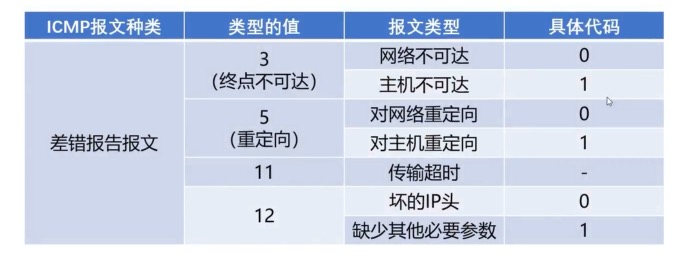 ICMP报文种类 类型的值 报文类型 具体代码
差错报告报文
3
(终点不可达)
网络不可达 0
主机不可达 1
5
(重定向)
对网络重定向 0
对主机重定向 1
11 传输超时 -
12
坏的IP头 0
缺少其他必要参数 1